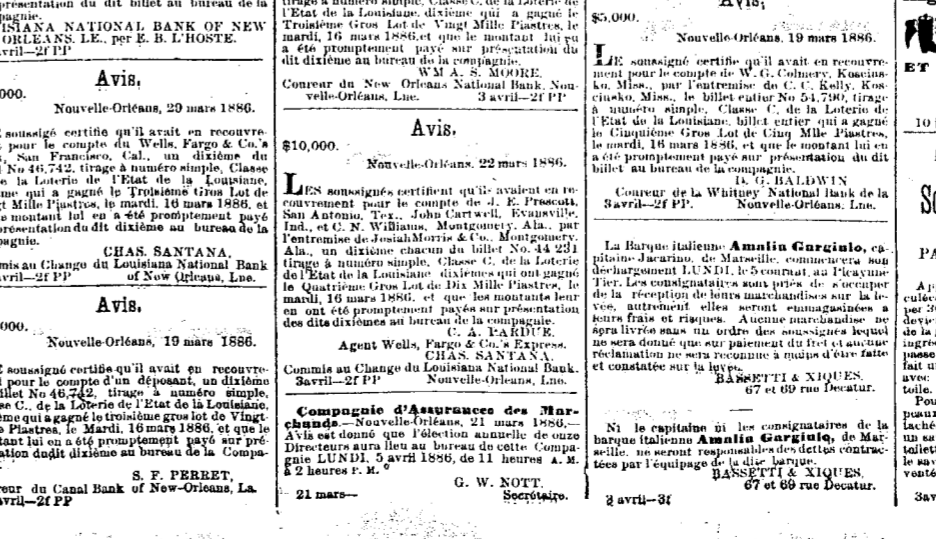 présentation du dit billet au bureau de la
pagnie.
ISIANA NATIONAL BANK OF NEW
ORLEANS. LE., per E. B. L'HOSTE.
avril—2f PP
Avis.
000.
Nouvelle-Orléans, 29 mars 1886.
soussigé certifie qu'il avait en recouvre-
pour le compte du Wells, Fargo & Co.'s
San Francisco, Cal., un dixième du
No 46,742, tirage à numéro simple, Classe
e la Loterie de l'Etat de la Louisiane,
me qui a gagné le Troisième Gros Lot de
gt Mille Piastres, le mardi, 16 mars 1886, et
e montant lui en a été promptement payé
présentation du dit dixième au bureau de la
pagnie.
CHAS. SANTANA,
mis au Change du Louisiana National Bank
avril—2f PP of New Orleans, Lne.
Avis.
000.
Nouvelle-Orléans, 19 mars 1886.
E soussigné certifie qu'il avait en recouvre-
pour le compte d'un déposant, un dixième
illet No 46,742, tirage à numéro simple,
se C., de la Loterie de l'Etat de la Louisiane,
ème qui a gagné le troisième gros lot de Vingt-
e Piastres, le Mardi, 16 mars 1886, et que le
tant lui en a été promptement payé sur pré-
ation dudit dixième au bureau de la Compa-
S. F. PERRET,
reur du Canal Bank of New-Orléans, La.
avril—2f PP
tirage à numéro simple, Classe C, de la Loterie de
l'Etat de la Louisiane, dixième qui a gagné le
Troisième Gros Lot de Vingt Mille Piastres, le
mardi, 16 mars 1886, et que le montant lui en
a été promptement payé sur présentation du
dit dixième au bureau de la compagnie.
WM A. S. MOORE,
Coureur du New Orleans National Bank, Nou-
velle-Orléans, Lne. 3 avril—2f PP
Avis.
$10,000.
Nouvelle-Orléans, 22 mars 1886.
LES soussignés certifient qu'ils avaient en re-
couvrement pour le compte de J. E. Prescott,
San Antonio, Tex., John Cartwell, Evansville,
Ind., et C. N. Williams, Montgomery, Ala., par
l'entremise de Josiah Morris & Co., Montgomery,
Ala., un dixième chacun du billet No 44 231
tirage à numéro simple, Classe C, de la Loterie
de l'Etat de la Louisiane dixièmes qui ont gagné
le Quatrième Gros Lot de Dix Mille Piastres, le
mardi, 16 mars 1886, et que les montants leur
en ont été promptement payés sur présentation
des dits dixièmes au bureau de la compagnie.
C. A. PARDUE,
Agent Wells, Fargo & Co.'s Express.
CHAS. SANTANA,
Commis au Change du Louisiana National Bank.
3avril—2f PP Nouvelle-Orléans, Lne.
Compagnie d'Assurances des Mar-
chands.—Nouvelle-Orléans, 21 mars 1886,—
Avis est donné que l'élection annuelle de onze
Directeurs aura lieu au bureau de cette Compa-
gnie LUNDI, 5 avril 1886, de 11 heures A. M.
à 2 heures P. M.
G. W. NOTT,
21 mars— Secrétaire.
Avis,
$5,000.
Nouvelle-Orléans, 19 mars 1886.
LE soussigné certifie qu'il avait en recouvre-
ment pour le compte de W. G. Colmery, Koscius-
ko, Miss., par l'entremise de C. C. Kelly, Kos-
ciusko, Miss., le billet entier No 54,790, tirage
à numéro simple, Classe C, de la Loterie de
l'Etat de la Louisiane, billet entier qui a gagné
le Cinquième Gros Lot de Cinq Mille Piastres,
le mardi, 16 mars 1886, et que le montant lui en
a été promptement payé sur présentation du dit
billet au bureau de la compagnie.
D. G. BALDWIN
Coureur de la Whitney National Bank de la
3avril—2f PP. Nouvelle-Orléans, Lne.
La Barque italienne Amalia Gargiulo, ca-
pitaine Jacarino, de Marseille, commencera son
déchargement LUNDI, le 5 courant, au Picayune
Tier. Les consignataires sont priés de s'occuper
de la réception de leurs marchandises sur la le-
vée, autrement elles seront emmagasinées à
leurs frais et risques. Aucune marchandise ne
sera livrée sans un ordre des soussignés lequel
ne sera donné que sur paiement du fret et aucune
réclamation ne sera reconnue à moins d'être faite
et constatée sur la levée.
BASSETTI & XIQUES,
67 et 69 rue Decatur.
Ni le capitaine ni les consignataires de la
barque italienne Amalia Gargiulo, de Mar-
seille, ne seront responsables des dettes contrac-
tées par l'équipage de la dite barque.
BASSETTI & XIQUES,
67 et 69 rue Decatur.
3 avril—3f
ET
10
PA